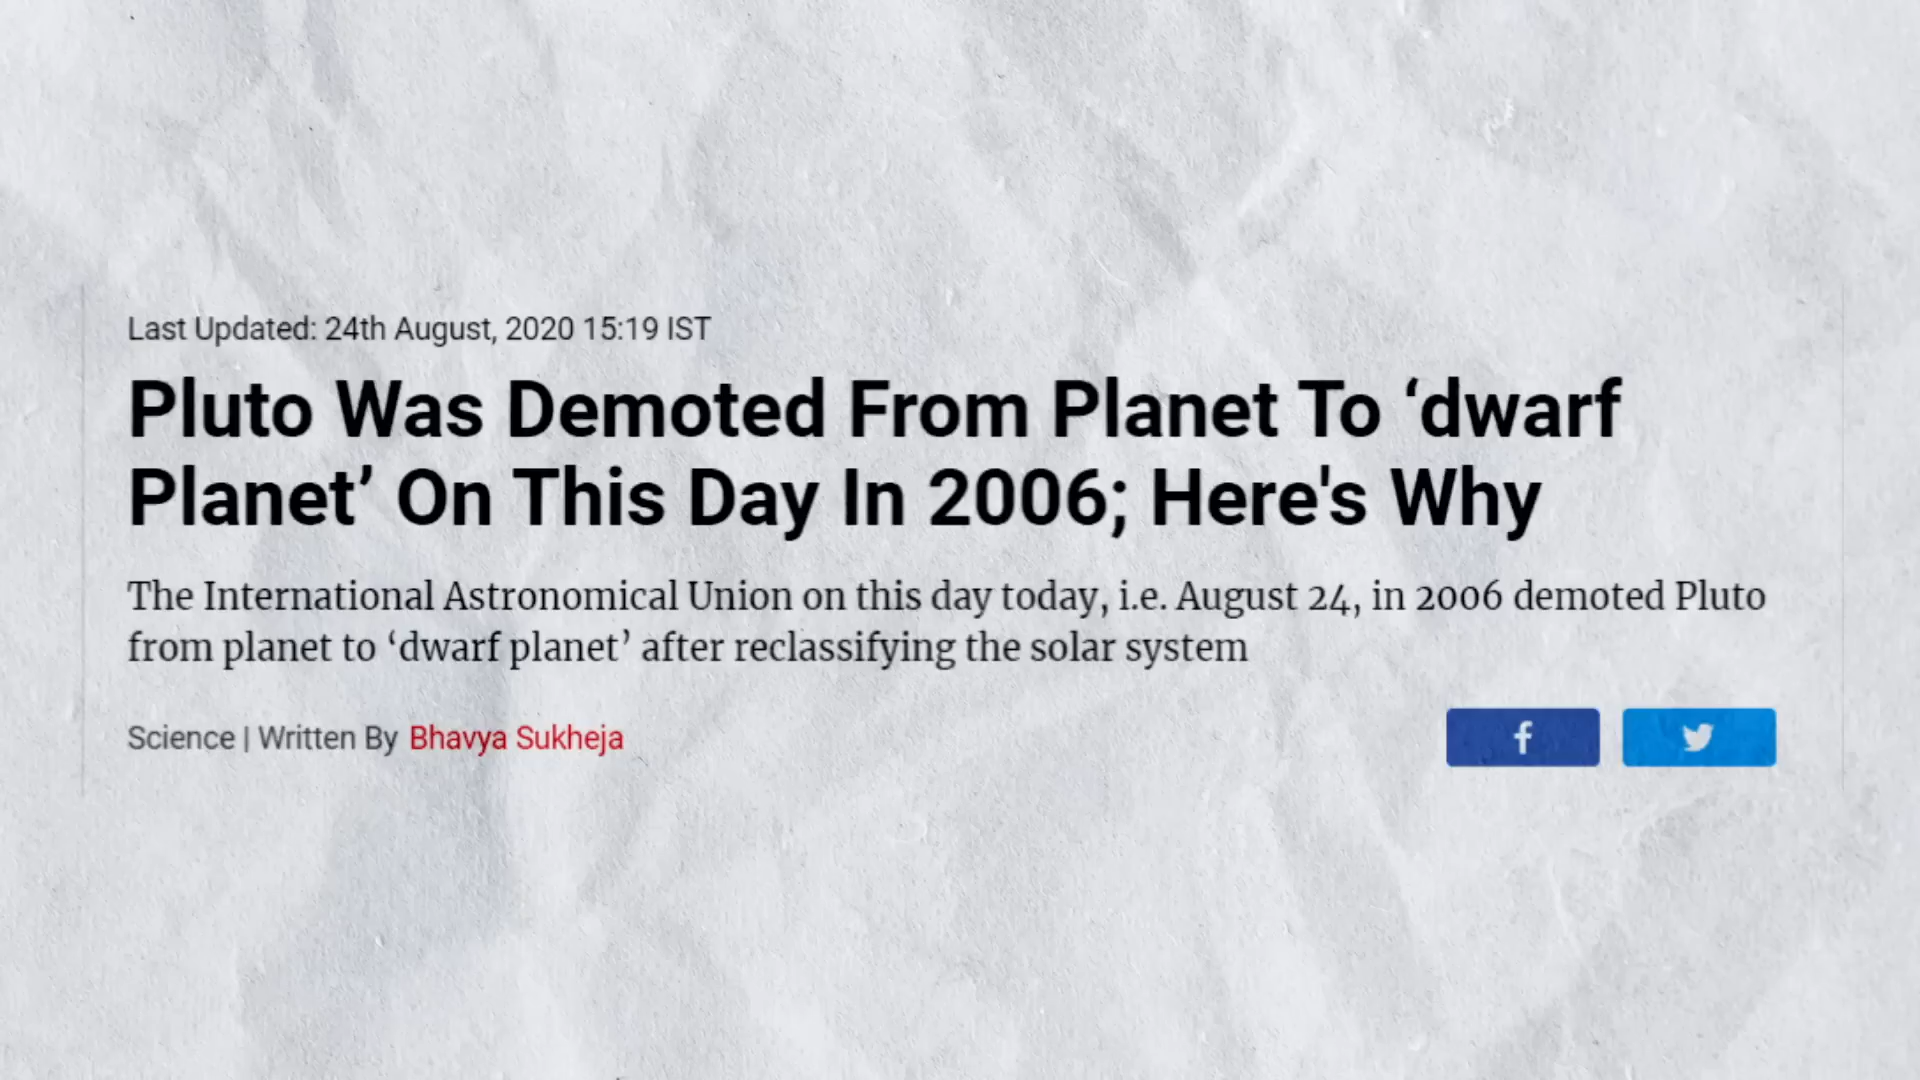 Last Updated: 24th August, 2020 15:19 IST
Pluto Was Demoted From Planet To ‘dwarf
Planet’ On This Day In 2006; Here's Why
The International Astronomical Union on this day today, i.e. August 24, in 2006 demoted Pluto
from planet to ‘dwarf planet’ after reclassifying the solar system
Science | Written By Bhavya Sukheja